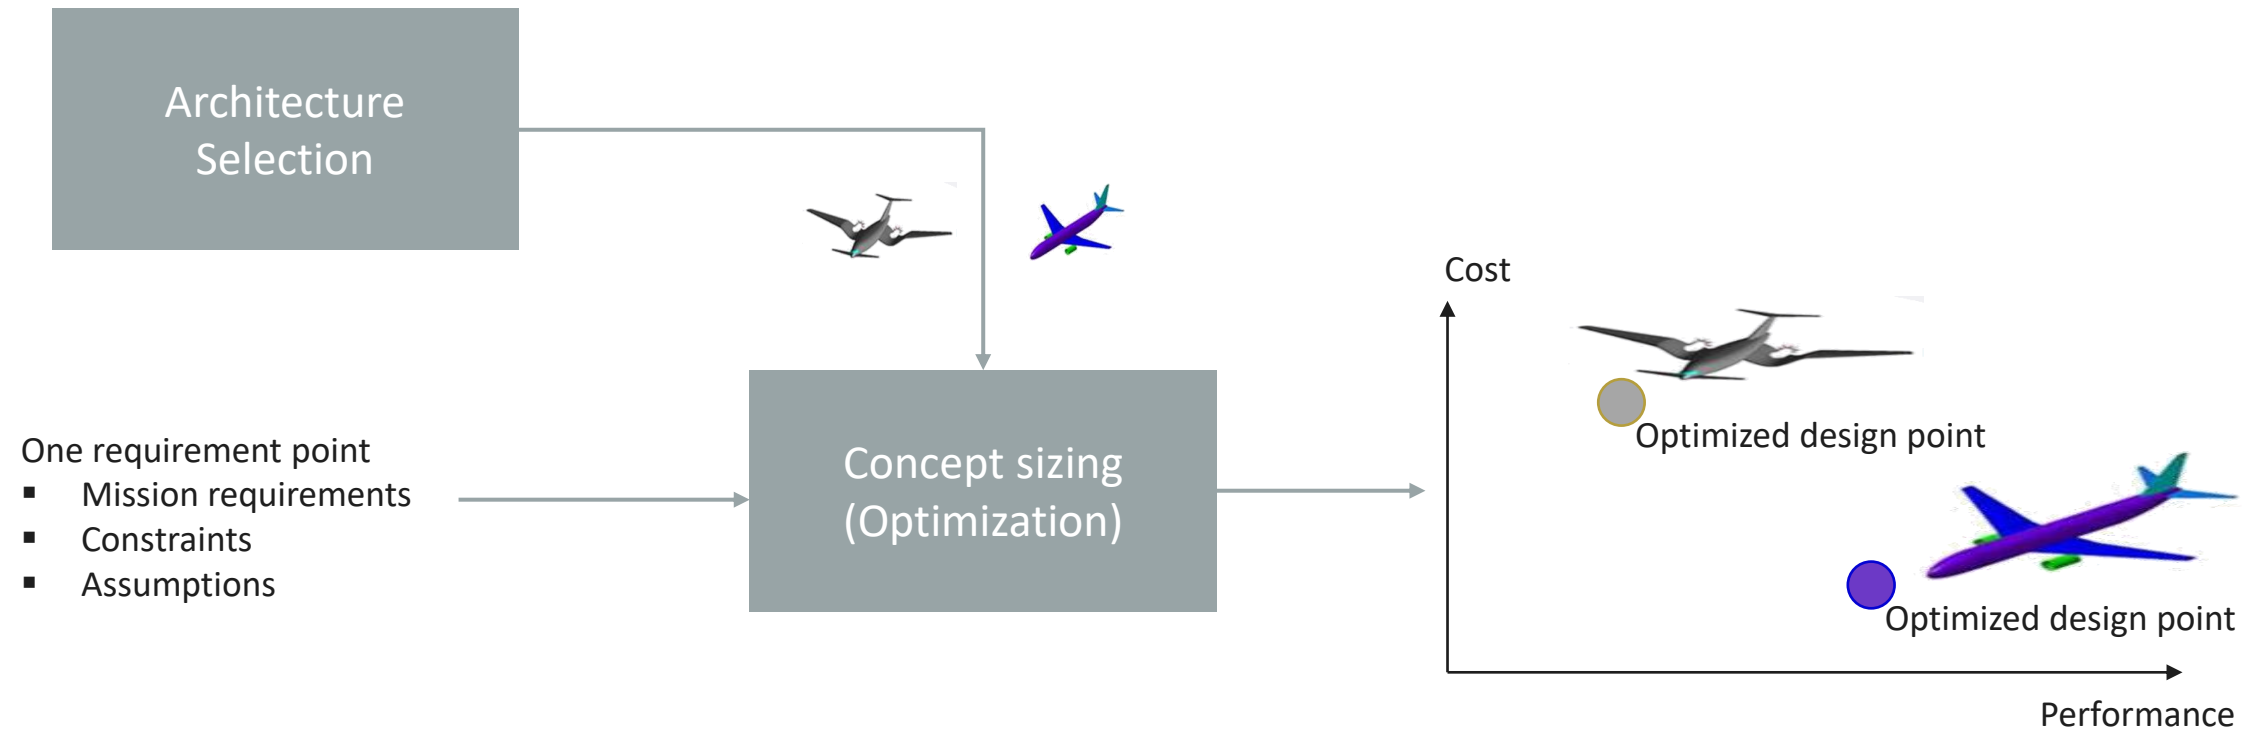 Architecture
Selection
One requirement point
▪ Mission requirements
▪ Constraints
▪ Assumptions
Concept sizing
(Optimization)
Cost
Optimized design point
Optimized design point
Performance